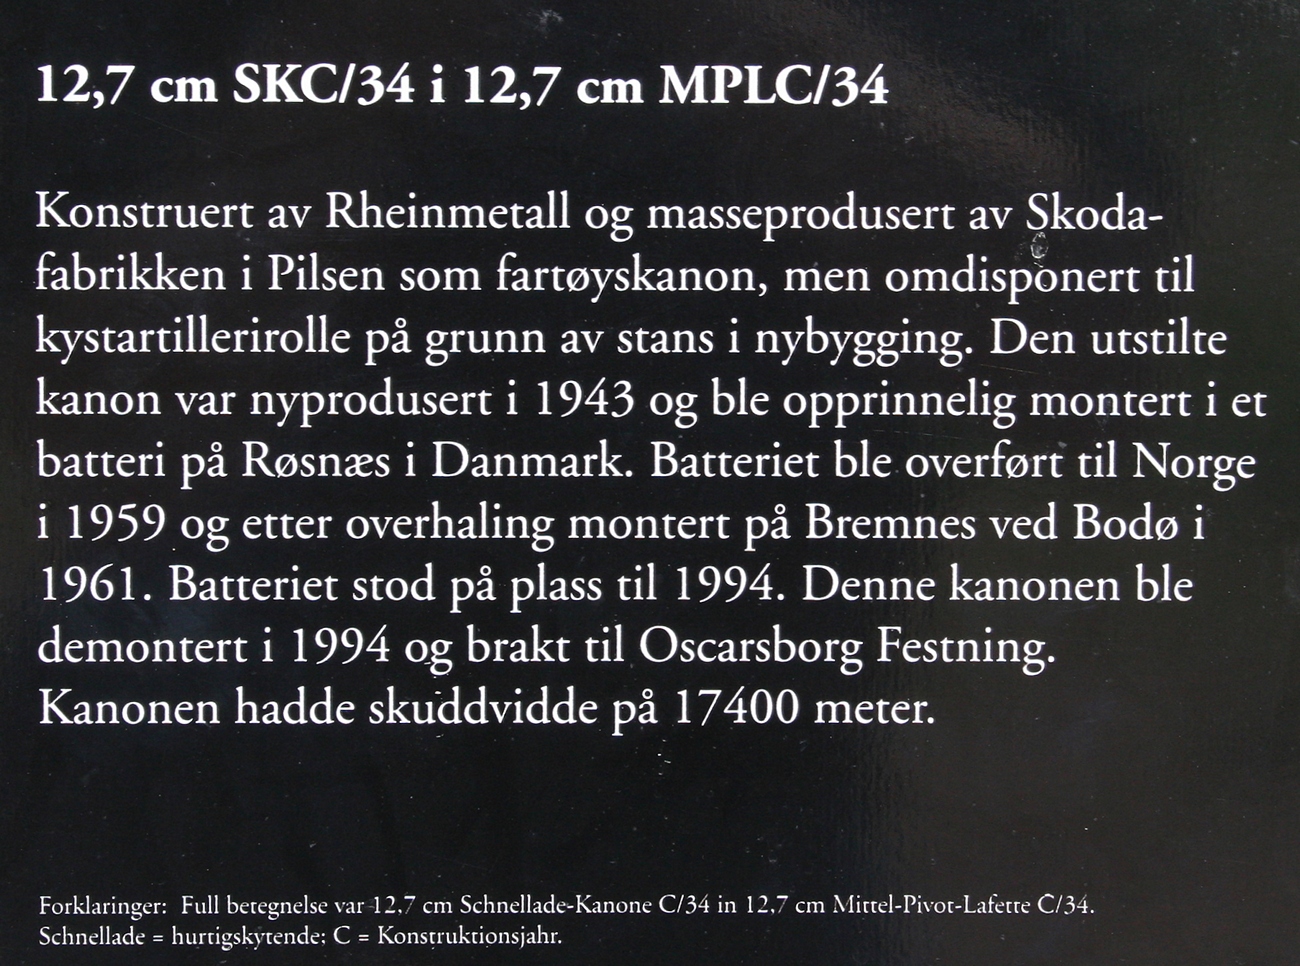 12,7 cm SKC/34 i 12,7 cm MPLC/34
Konstruert av Rheinmetall og masseprodusert av Skoda-
fabrikken i Pilsen som fartøyskanon, men omdisponert til
kystartillerirolle på grunn av stans i nybygging. Den utstilte
kanon var nyprodusert i 1943 og ble opprinnelig montert i et
batteri på Røsnæs i Danmark. Batteriet ble overført til Norge
i 1959 og etter overhaling montert på Bremnes ved Bodø i
1961. Batteriet stod på plass til 1994. Denne kanonen ble
demontert i 1994 og brakt til Oscarsborg Festning.
Kanonen hadde skuddvidde på 17400 meter.
Forklaringer: Full betegnelse var 12,7 cm Schnellade-Kanone C/34 in 12,7 cm Mittel-Pivot-Lafette C/34.
Schnellade = hurtigskytende; C = Konstruktionsjahr.